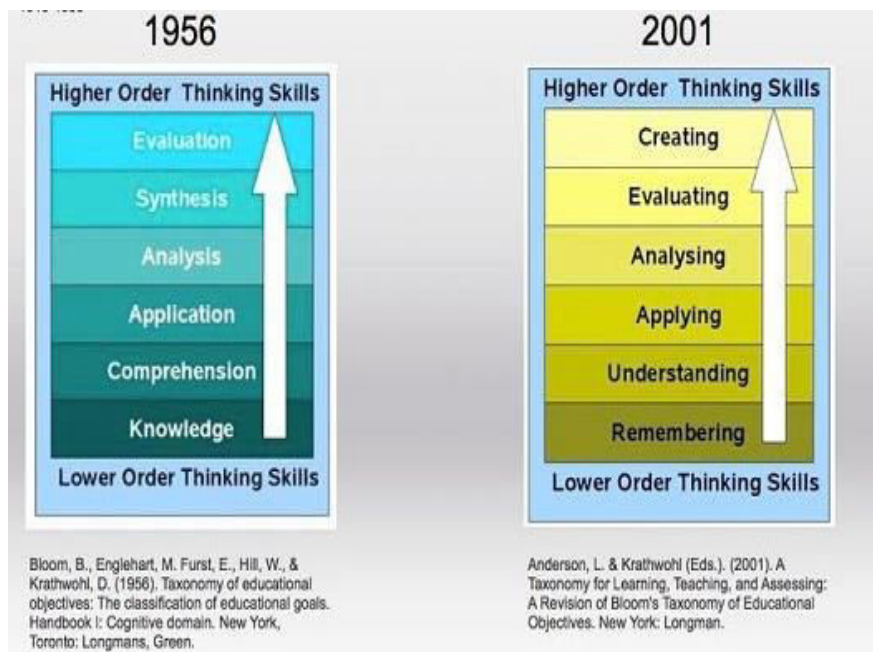 1956
Higher Order Thinking Skills
Evaluation
Synthesis
Analysis
Application
Comprehension
Knowledge
Lower Order Thinking Skills
Bloom, B., Englehart, M. Furst, E., Hill, W., &
Krathwohl, D. (1956). Taxonomy of educational
objectives: The classification of educational goals.
Handbook I: Cognitive domain. New York,
Toronto: Longmans, Green.
2001
Higher Order Thinking Skills
Creating
Evaluating
Analysing
Applying
Understanding
Remembering
Lower Order Thinking Skills
Anderson, L. & Krathwohl (Eds.). (2001). A
Taxonomy for Learning, Teaching, and Assessing:
A Revision of Bloom's Taxonomy of Educational
Objectives. New York: Longman.